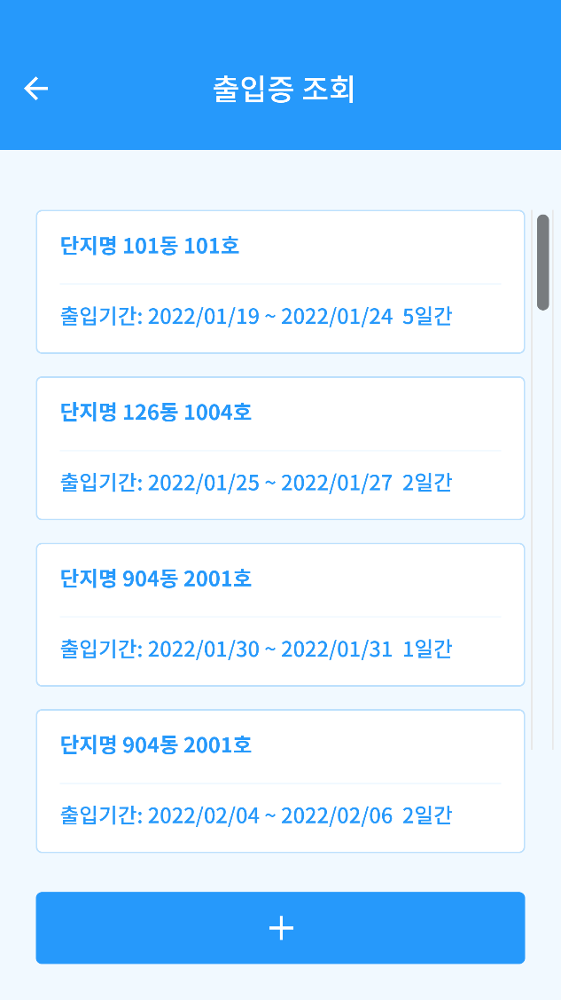 출입증 조회
단지명 101동 101호
출입기간: 2022/01/19 ~ 2022/01/24 5일간
단지명 126동 1004호
출입기간: 2022/01/25 ~ 2022/01/27 2일간
단지명 904동 2001호
출입기간: 2022/01/30 ~ 2022/01/31 1일간
단지명 904동 2001호
출입기간: 2022/02/04 ~ 2022/02/06 2일간